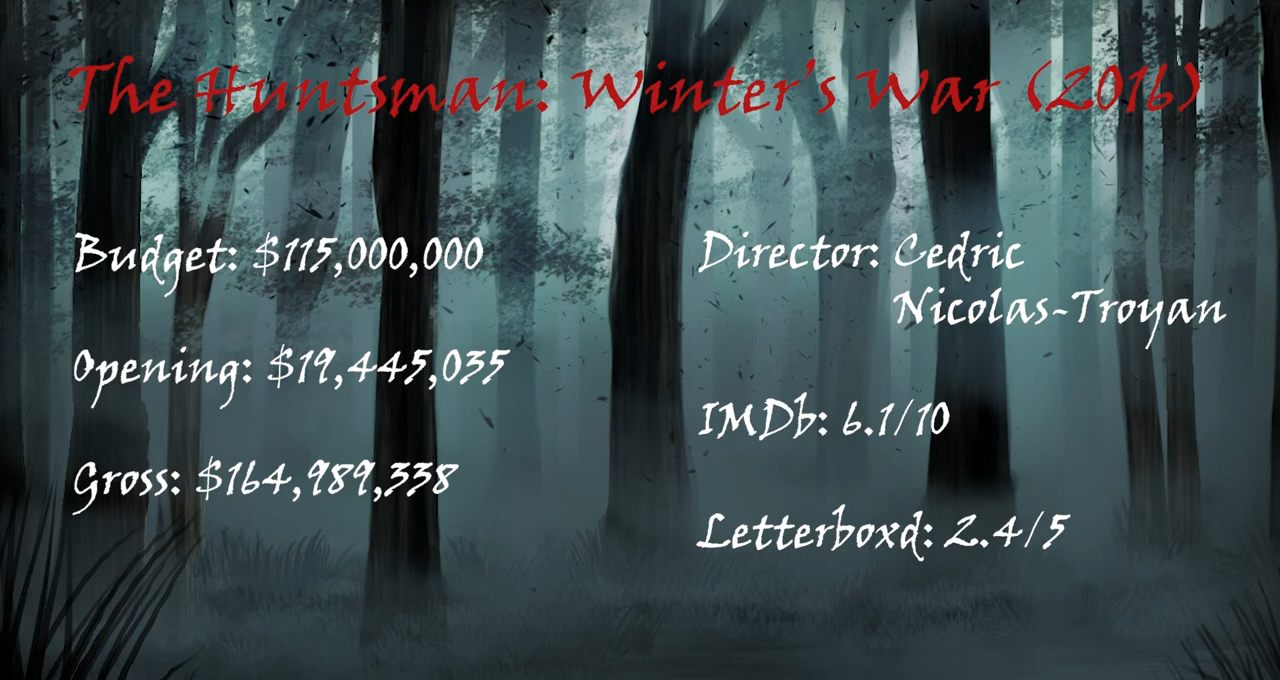 The Huntsman: Winter's War (2016)
Budget: $115,000,000
Opening: $19,445,035
Gross: $164,989,338
Director: Cedric
Nicolas-Troyan
IMDb: 6.1/10
Letterboxd: 2.4/5